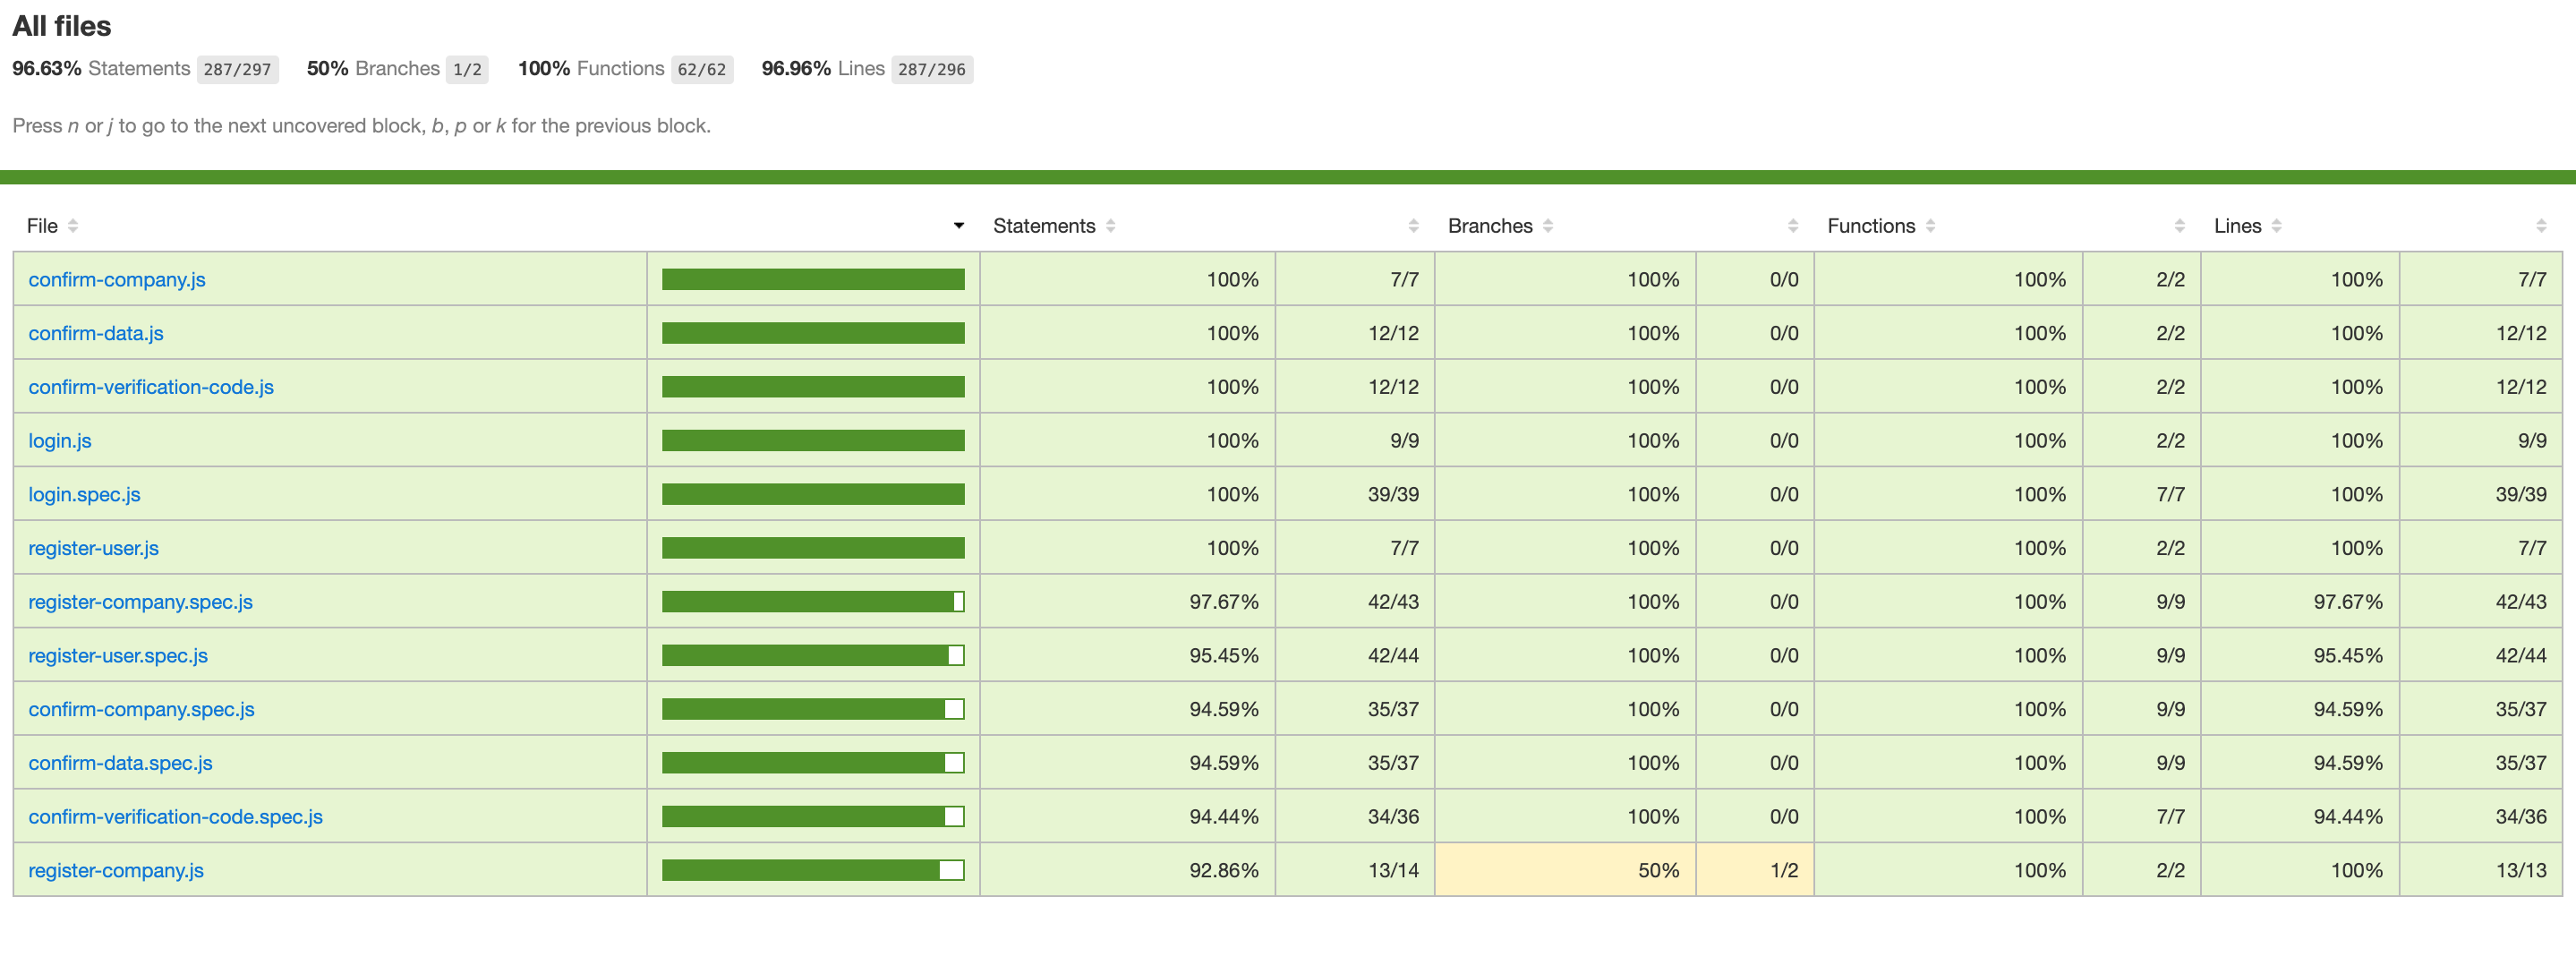 All files
96.63% Statements 287/297 50% Branches 1/2 100% Functions 62/62 96.96% Lines 287/296
Press n or j to go to the next uncovered block, b, p or k for the previous block.
File Statements Branches Functions Lines
confirm-company.js 100% 7/7 100% 0/0 100% 2/2 100% 7/7
confirm-data.js 100% 12/12 100% 0/0 100% 2/2 100% 12/12
confirm-verification-code.js 100% 12/12 100% 0/0 100% 2/2 100% 12/12
login.js 100% 9/9 100% 0/0 100% 2/2 100% 9/9
login.spec.js 100% 39/39 100% 0/0 100% 7/7 100% 39/39
register-user.js 100% 7/7 100% 0/0 100% 2/2 100% 7/7
register-company.spec.js 97.67% 42/43 100% 0/0 100% 9/9 97.67% 42/43
register-user.spec.js 95.45% 42/44 100% 0/0 100% 9/9 95.45% 42/44
confirm-company.spec.js 94.59% 35/37 100% 0/0 100% 9/9 94.59% 35/37
confirm-data.spec.js 94.59% 35/37 100% 0/0 100% 9/9 94.59% 35/37
confirm-verification-code.spec.js 94.44% 34/36 100% 0/0 100% 7/7 94.44% 34/36
register-company.js 92.86% 13/14 50% 1/2 100% 2/2 100% 13/13